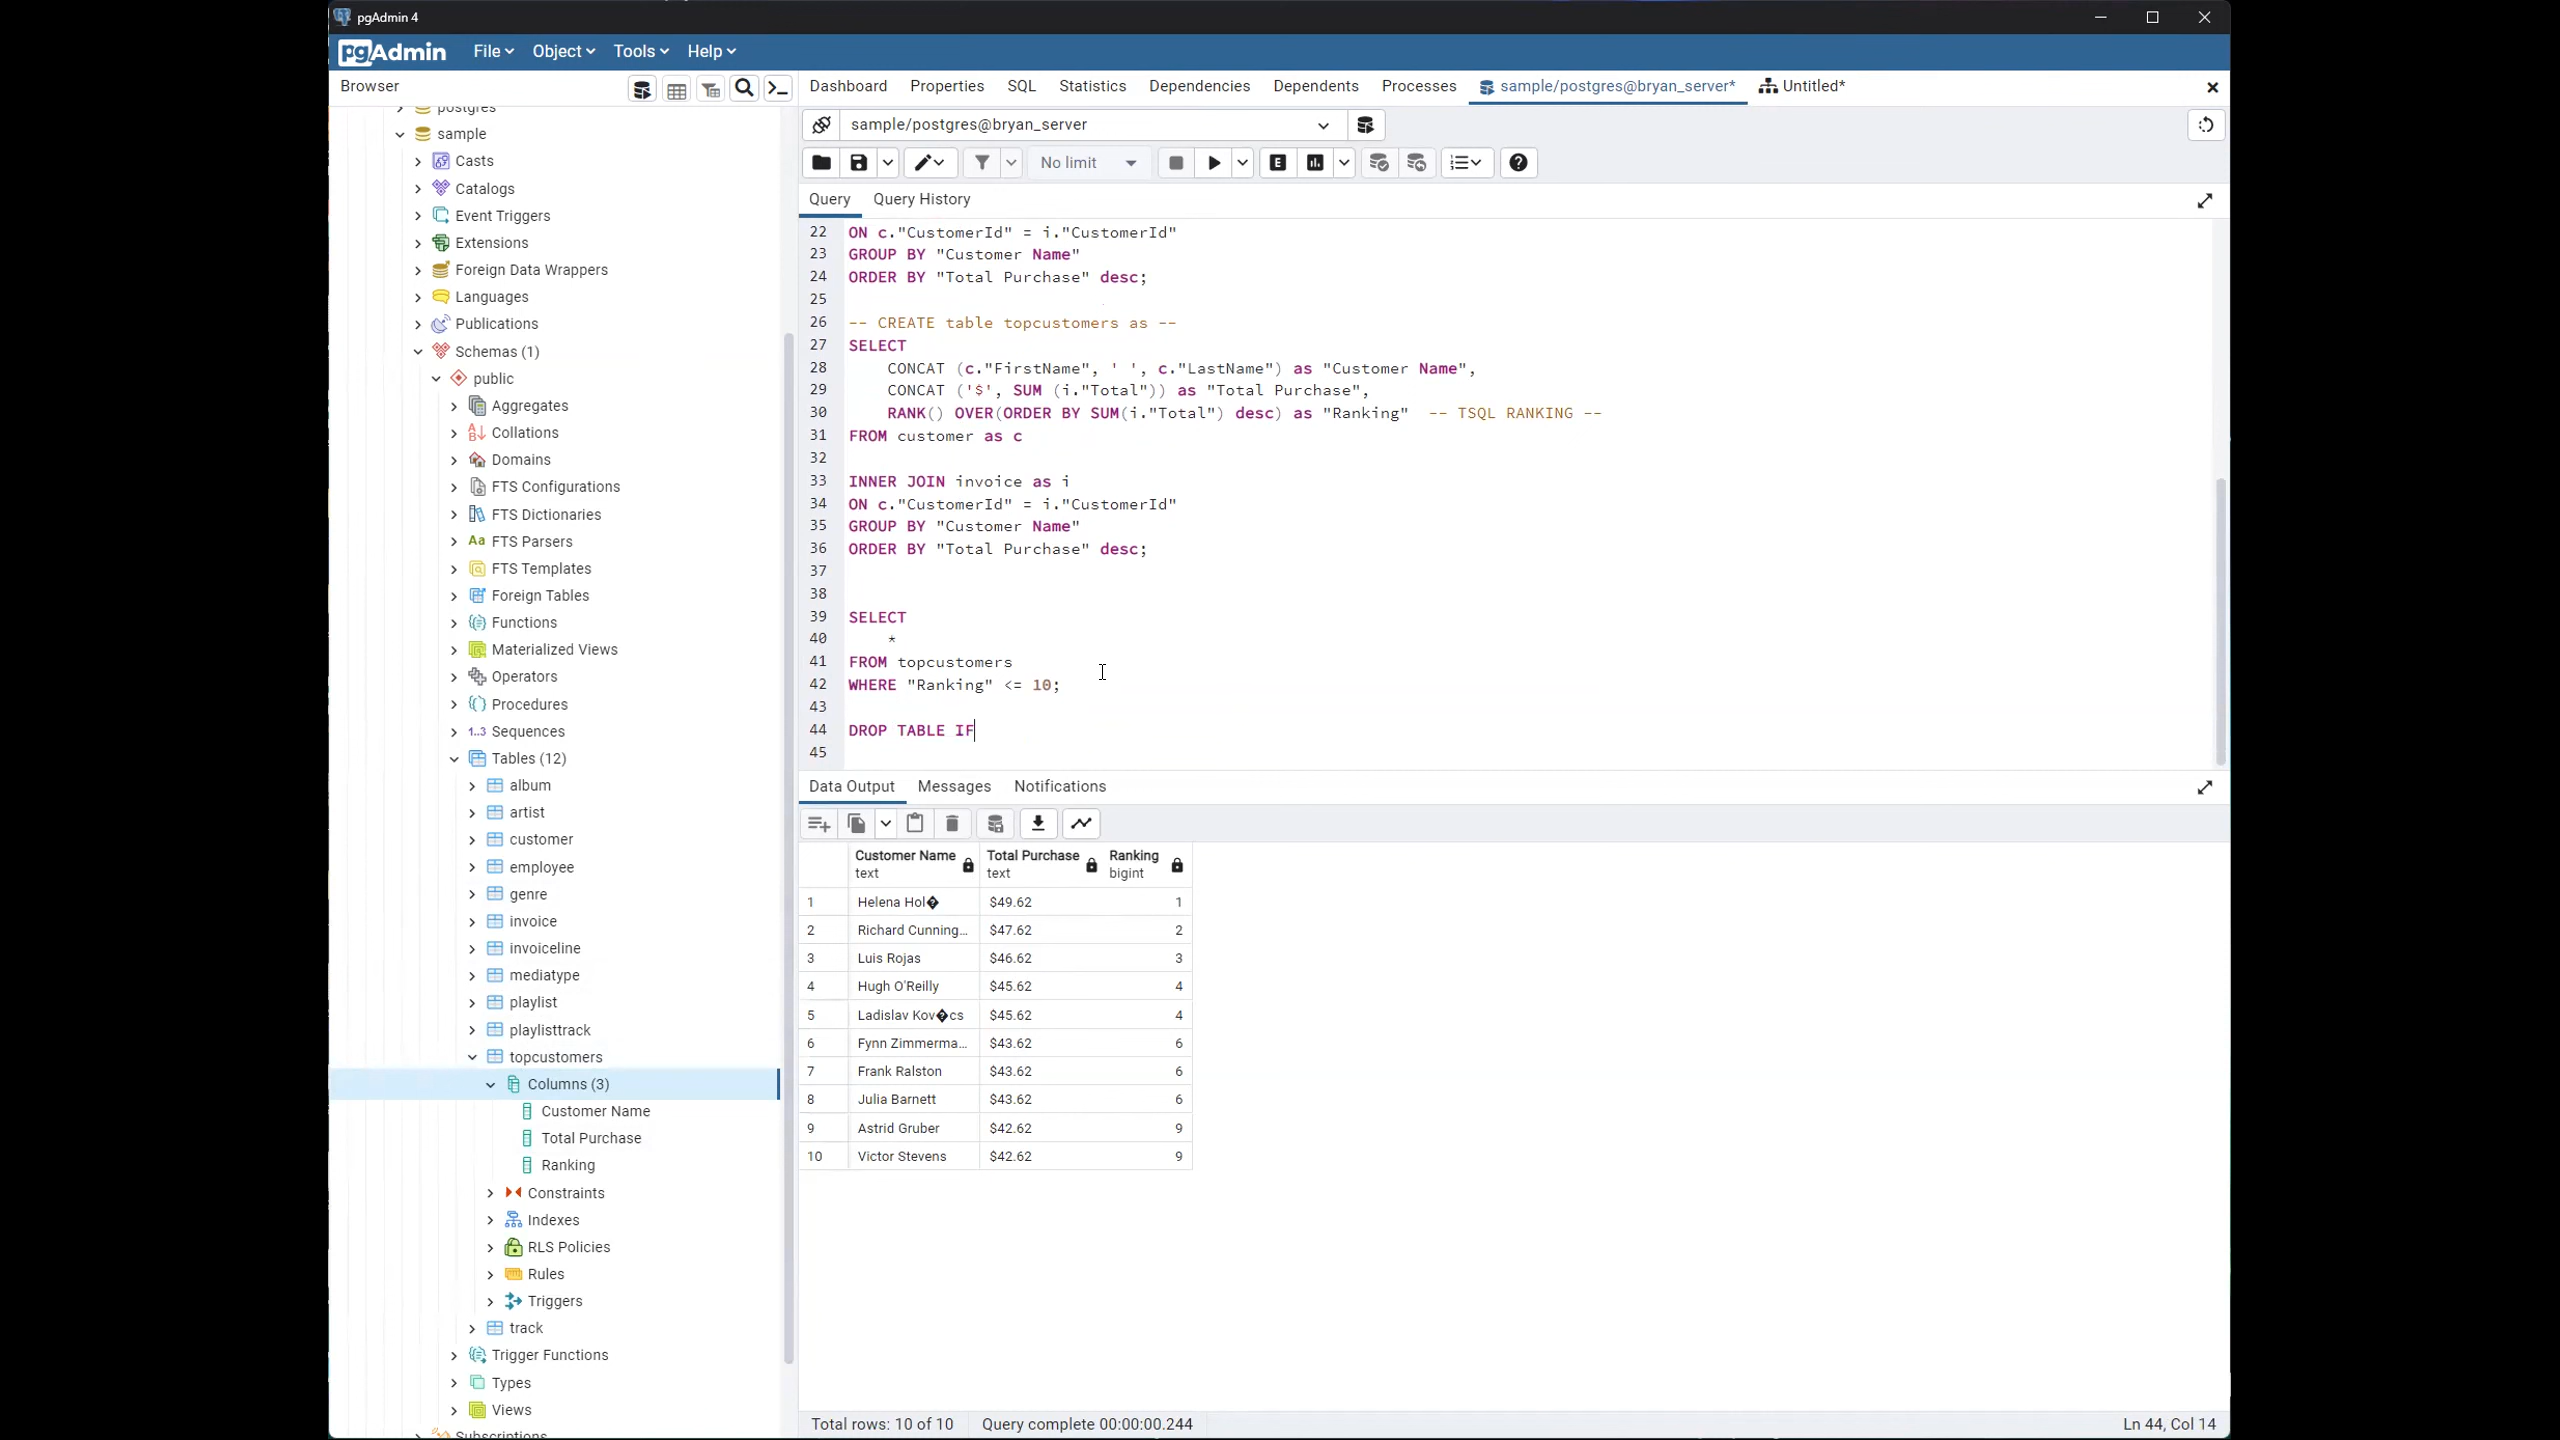 pgAdmin 4
pgAdmin File Object Tools Help
Browser
Dashboard Properties SQL Statistics Dependencies Dependents Processes sample/postgres@bryan_server* Untitled*
postgres
sample
Casts
Catalogs
Event Triggers
Extensions
Foreign Data Wrappers
Languages
Publications
Schemas (1)
public
Aggregates
Collations
Domains
FTS Configurations
FTS Dictionaries
Aa FTS Parsers
FTS Templates
Foreign Tables
Functions
Materialized Views
Operators
Procedures
1..3 Sequences
Tables (12)
album
artist
customer
employee
genre
invoice
invoiceline
mediatype
playlist
playlisttrack
topcustomers
Columns (3)
Customer Name
Total Purchase
Ranking
Constraints
Indexes
RLS Policies
Rules
Triggers
track
Trigger Functions
Types
Views
Subscriptions
sample/postgres@bryan_server
No limit
E
Query Query History
22 ON c."CustomerId" = i."CustomerId"
23 GROUP BY "Customer Name"
24 ORDER BY "Total Purchase" desc;
25
26 -- CREATE table topcustomers as --
27 SELECT
28 CONCAT (c."FirstName", ' ', c."LastName") as "Customer Name",
29 CONCAT ('$', SUM (i."Total")) as "Total Purchase",
30 RANK() OVER(ORDER BY SUM(i."Total") desc) as "Ranking" -- TSQL RANKING --
31 FROM customer as c
32
33 INNER JOIN invoice as i
34 ON c."CustomerId" = i."CustomerId"
35 GROUP BY "Customer Name"
36 ORDER BY "Total Purchase" desc;
37
38
39 SELECT
40 *
41 FROM topcustomers
42 WHERE "Ranking" <= 10;
43
44 DROP TABLE IF
45
Data Output Messages Notifications
Customer Name Total Purchase Ranking
text text bigint
1 Helena Hol� $49.62 1
2 Richard Cunning... $47.62 2
3 Luis Rojas $46.62 3
4 Hugh O'Reilly $45.62 4
5 Ladislav Kov�cs $45.62 4
6 Fynn Zimmerma... $43.62 6
7 Frank Ralston $43.62 6
8 Julia Barnett $43.62 6
9 Astrid Gruber $42.62 9
10 Victor Stevens $42.62 9
Total rows: 10 of 10 Query complete 00:00:00.244 Ln 44, Col 14